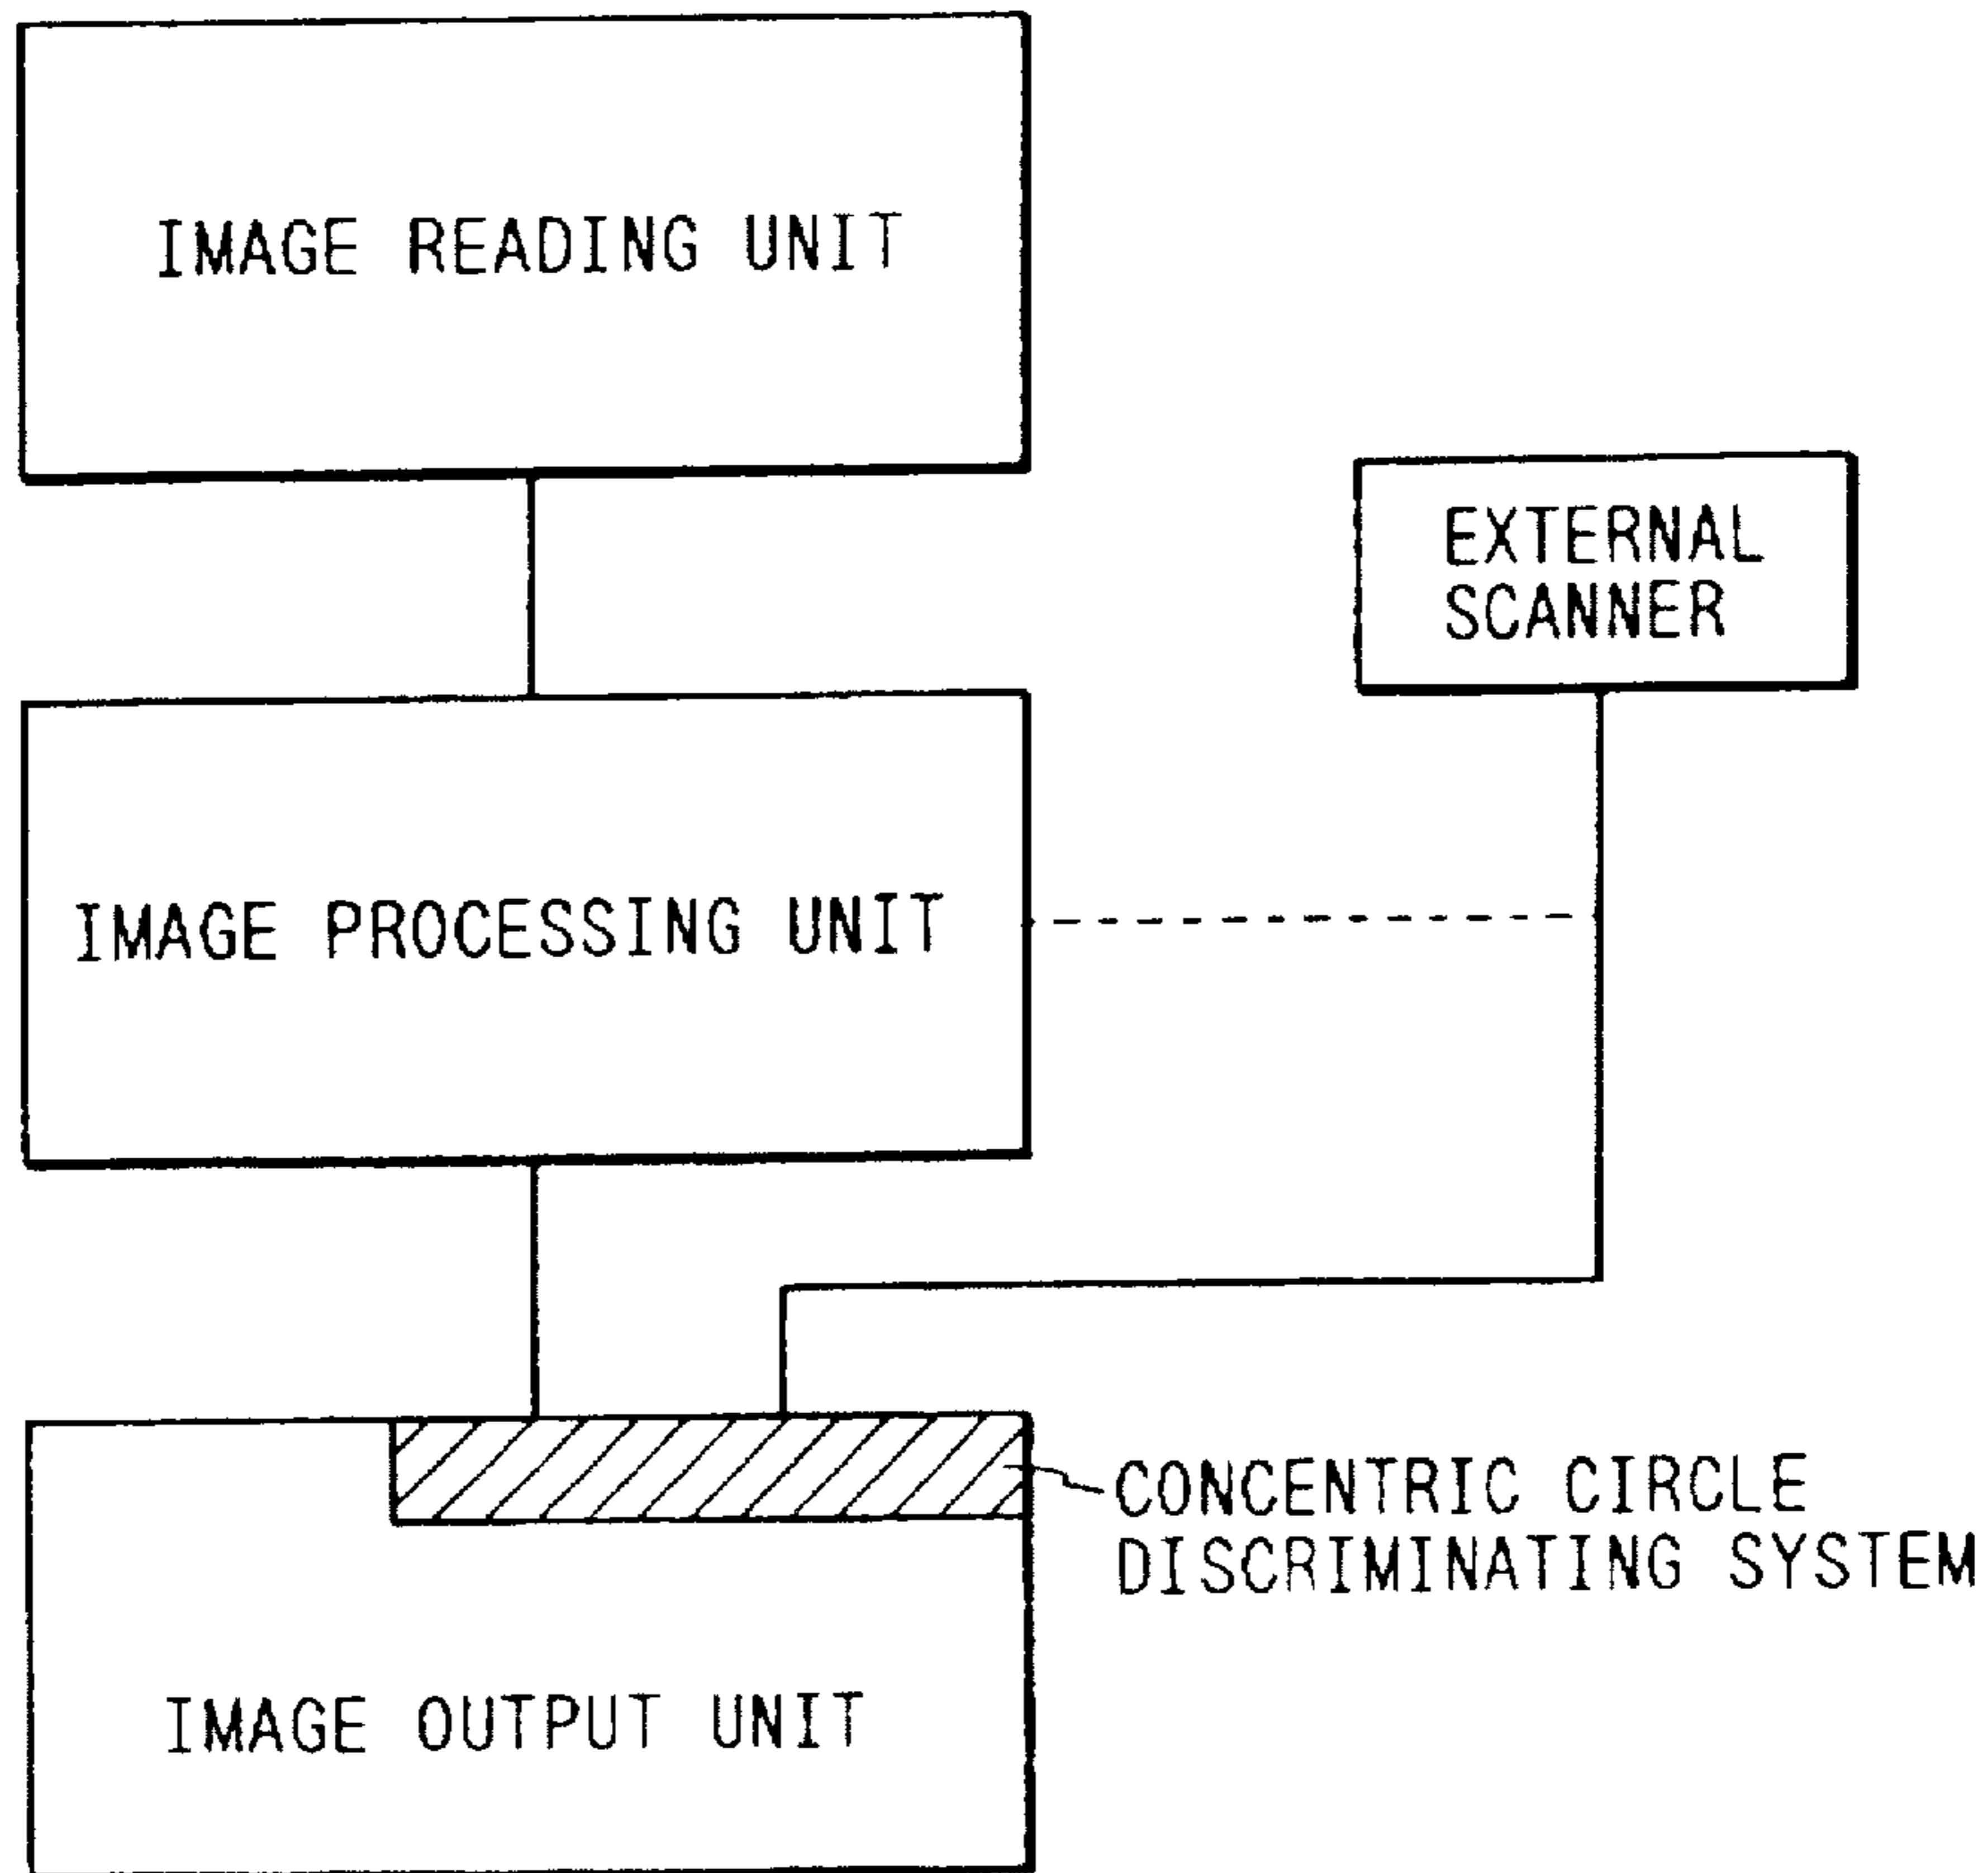 IMAGE READING UNIT
EXTERNAL
SCANNER
IMAGE PROCESSING UNIT
CONCENTRIC CIRCLE
DISCRIMINATING SYSTEM
IMAGE OUTPUT UNIT